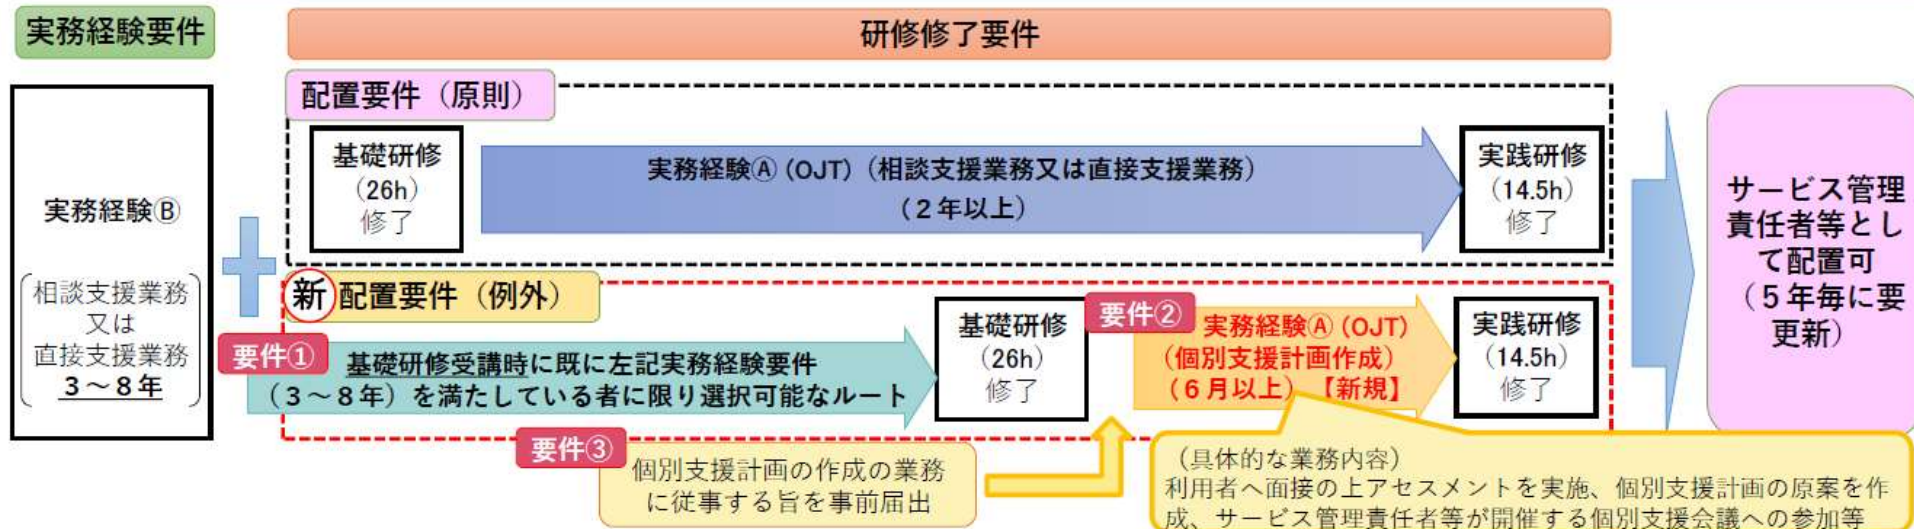 実務経験要件
研修修了要件
実務経験Ⓑ
相談支援業務
又は
直接支援業務
3～8年
配置要件（原則）
基礎研修
（26h）
修了
実務経験Ⓐ（OJT）（相談支援業務又は直接支援業務）
（２年以上）
実践研修
（14.5h）
修了
新 配置要件（例外）
要件①
基礎研修受講時に既に左記実務経験要件
（３～８年）を満たしている者に限り選択可能なルート
基礎研修
（26h）
修了
要件②
実務経験Ⓐ（OJT）
（個別支援計画作成）
（６月以上）【新規】
実践研修
（14.5h）
修了
要件③
個別支援計画の作成の業務
に従事する旨を事前届出
（具体的な業務内容）
利用者へ面接の上アセスメントを実施、個別支援計画の原案を作
成、サービス管理責任者等が開催する個別支援会議への参加等
サービス管理
責任者等とし
て配置可
（５年毎に要
更新）